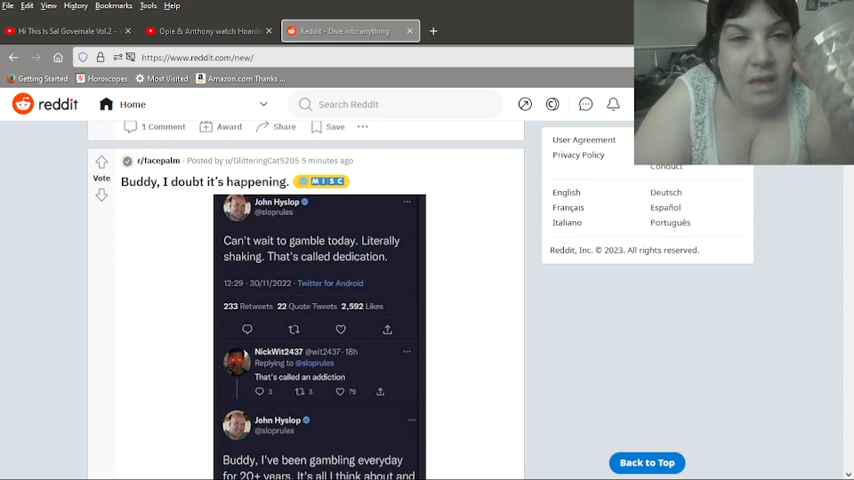 File Edit View History Bookmarks Tools Help
Hi This Is Sal Governale Vol.2 -
Opie & Anthony watch Hoarde
Reddit - Dive into anything
https://www.reddit.com/new/
Getting Started Horoscopes Most Visited Amazon.com Thanks ...
reddit Home Search Reddit
1 Comment Award Share Save
r/facepalm · Posted by u/GlitteringCat5205 5 minutes ago
Vote
Buddy, I doubt it's happening. MISC
John Hyslop
@sloprules
Can't wait to gamble today. Literally
shaking. That's called dedication.
12:29 · 30/11/2022 · Twitter for Android
233 Retweets 22 Quote Tweets 2,592 Likes
NickWit2437 @wit2437 · 18h
Replying to @sloprules
That's called an addiction
3 3 79
John Hyslop
@sloprules
Buddy, I've been gambling everyday
for 20+ years. It's all I think about and
User Agreement
Privacy Policy
Conduct
English Deutsch
Français Español
Italiano Português
Reddit, Inc. © 2023. All rights reserved.
Back to Top